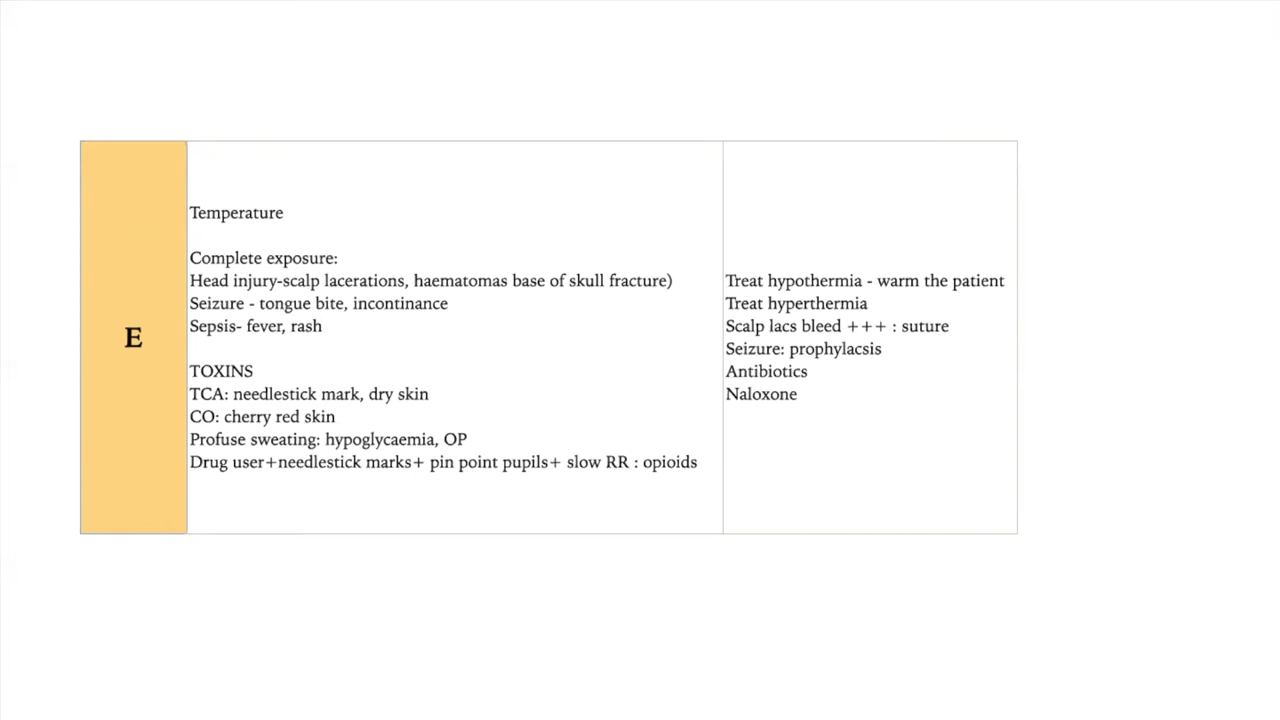 E
Temperature
Complete exposure:
Head injury-scalp lacerations, haematomas base of skull fracture)
Seizure - tongue bite, incontinance
Sepsis- fever, rash
TOXINS
TCA: needlestick mark, dry skin
CO: cherry red skin
Profuse sweating: hypoglycaemia, OP
Drug user+needlestick marks+ pin point pupils+ slow RR : opioids
Treat hypothermia - warm the patient
Treat hyperthermia
Scalp lacs bleed +++ : suture
Seizure: prophylacsis
Antibiotics
Naloxone